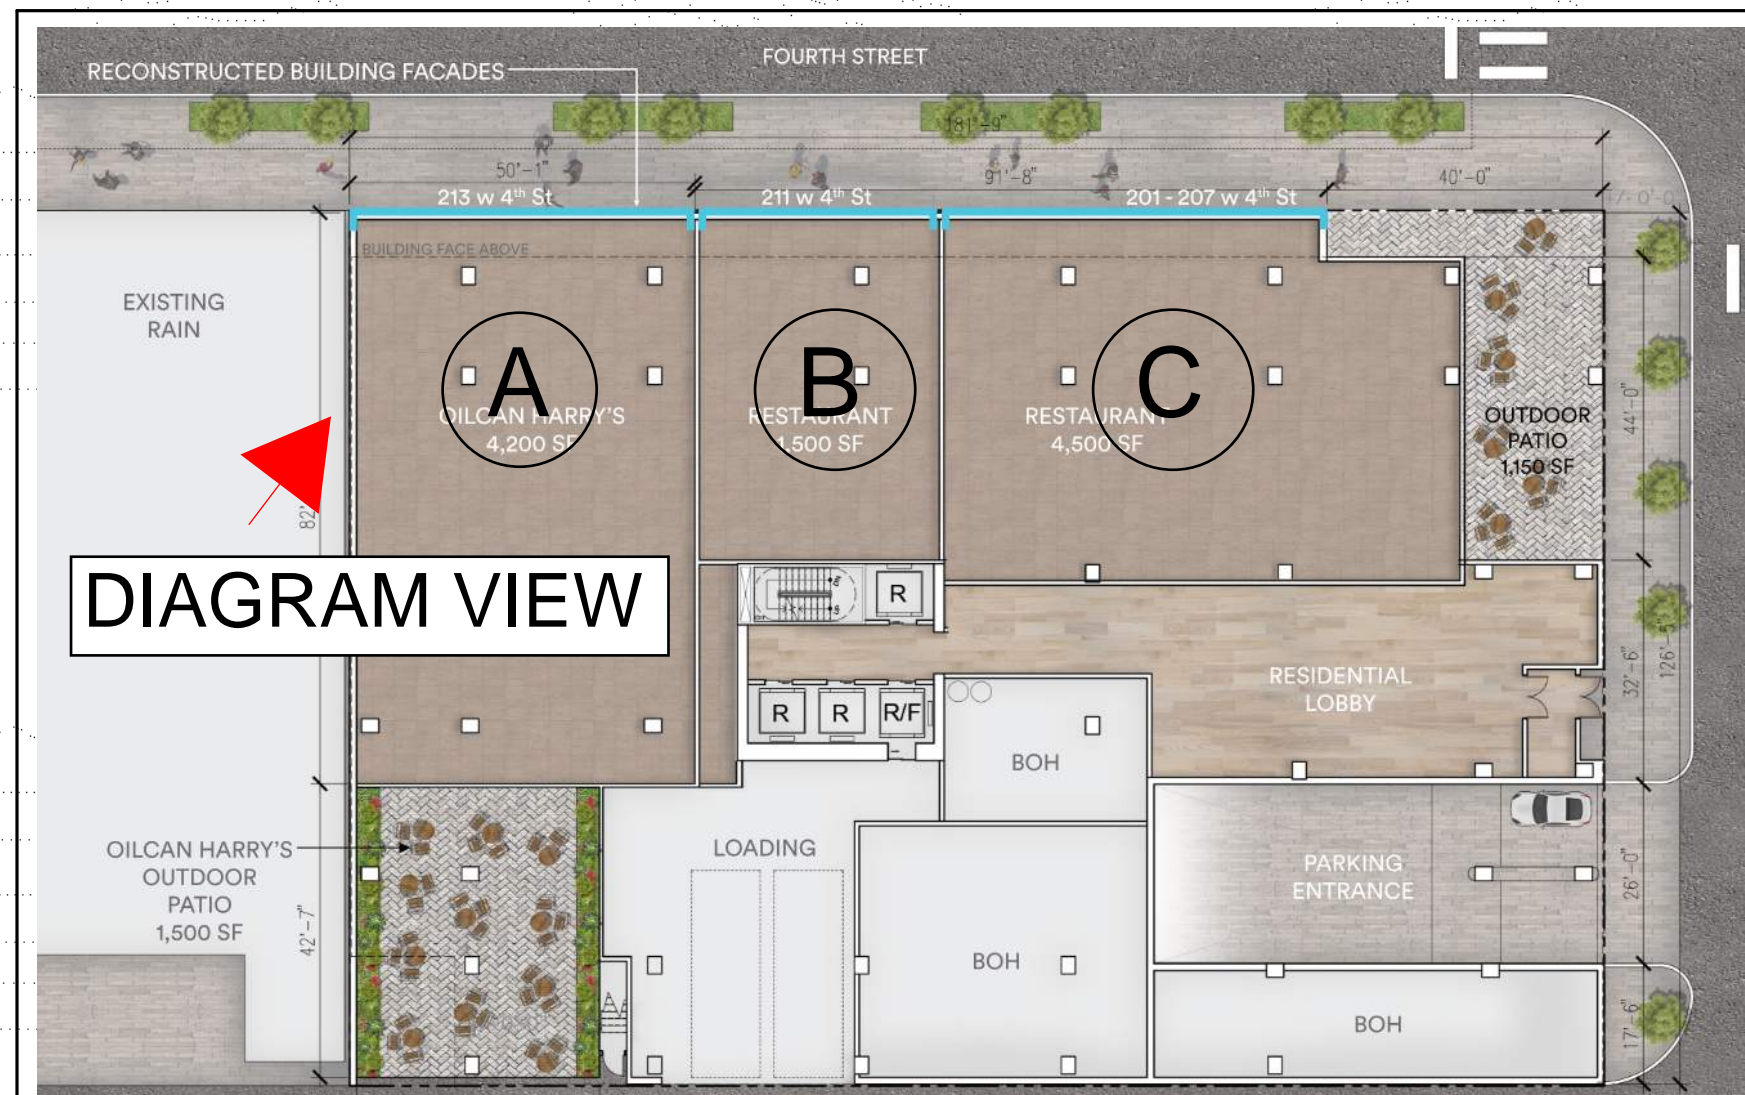 FOURTH STREET
RECONSTRUCTED BUILDING FACADES
181'-9"
50'-1"
91'-8"
40'-0"
213 w 4th St
211 w 4th St
201 - 207 w 4th St
BUILDING FACE ABOVE
EXISTING
RAIN
A
B
C
OILCAN HARRY'S
4,200 SF
RESTAURANT
1,500 SF
RESTAURANT
4,500 SF
OUTDOOR
PATIO
1,150 SF
44'-0"
82'
DIAGRAM VIEW
DN
R
RESIDENTIAL
LOBBY
32'-6"
126'
R
R
R/F
BOH
LOADING
OILCAN HARRY'S
OUTDOOR
PATIO
1,500 SF
42'-7"
PARKING
ENTRANCE
26'-0"
BOH
BOH
17'-6"